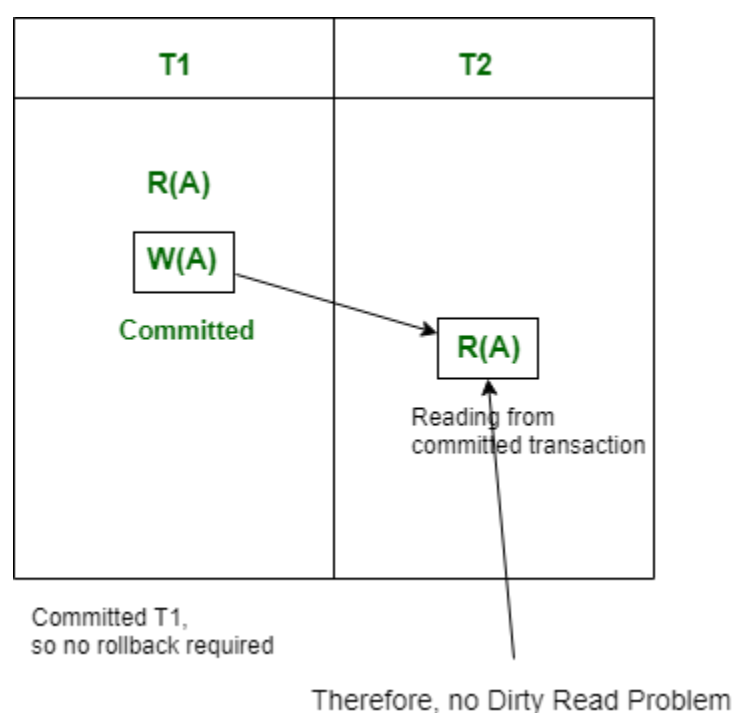 T1 T2
R(A)
W(A)
Committed
R(A)
Reading from
committed transaction
Committed T1,
so no rollback required
Therefore, no Dirty Read Problem